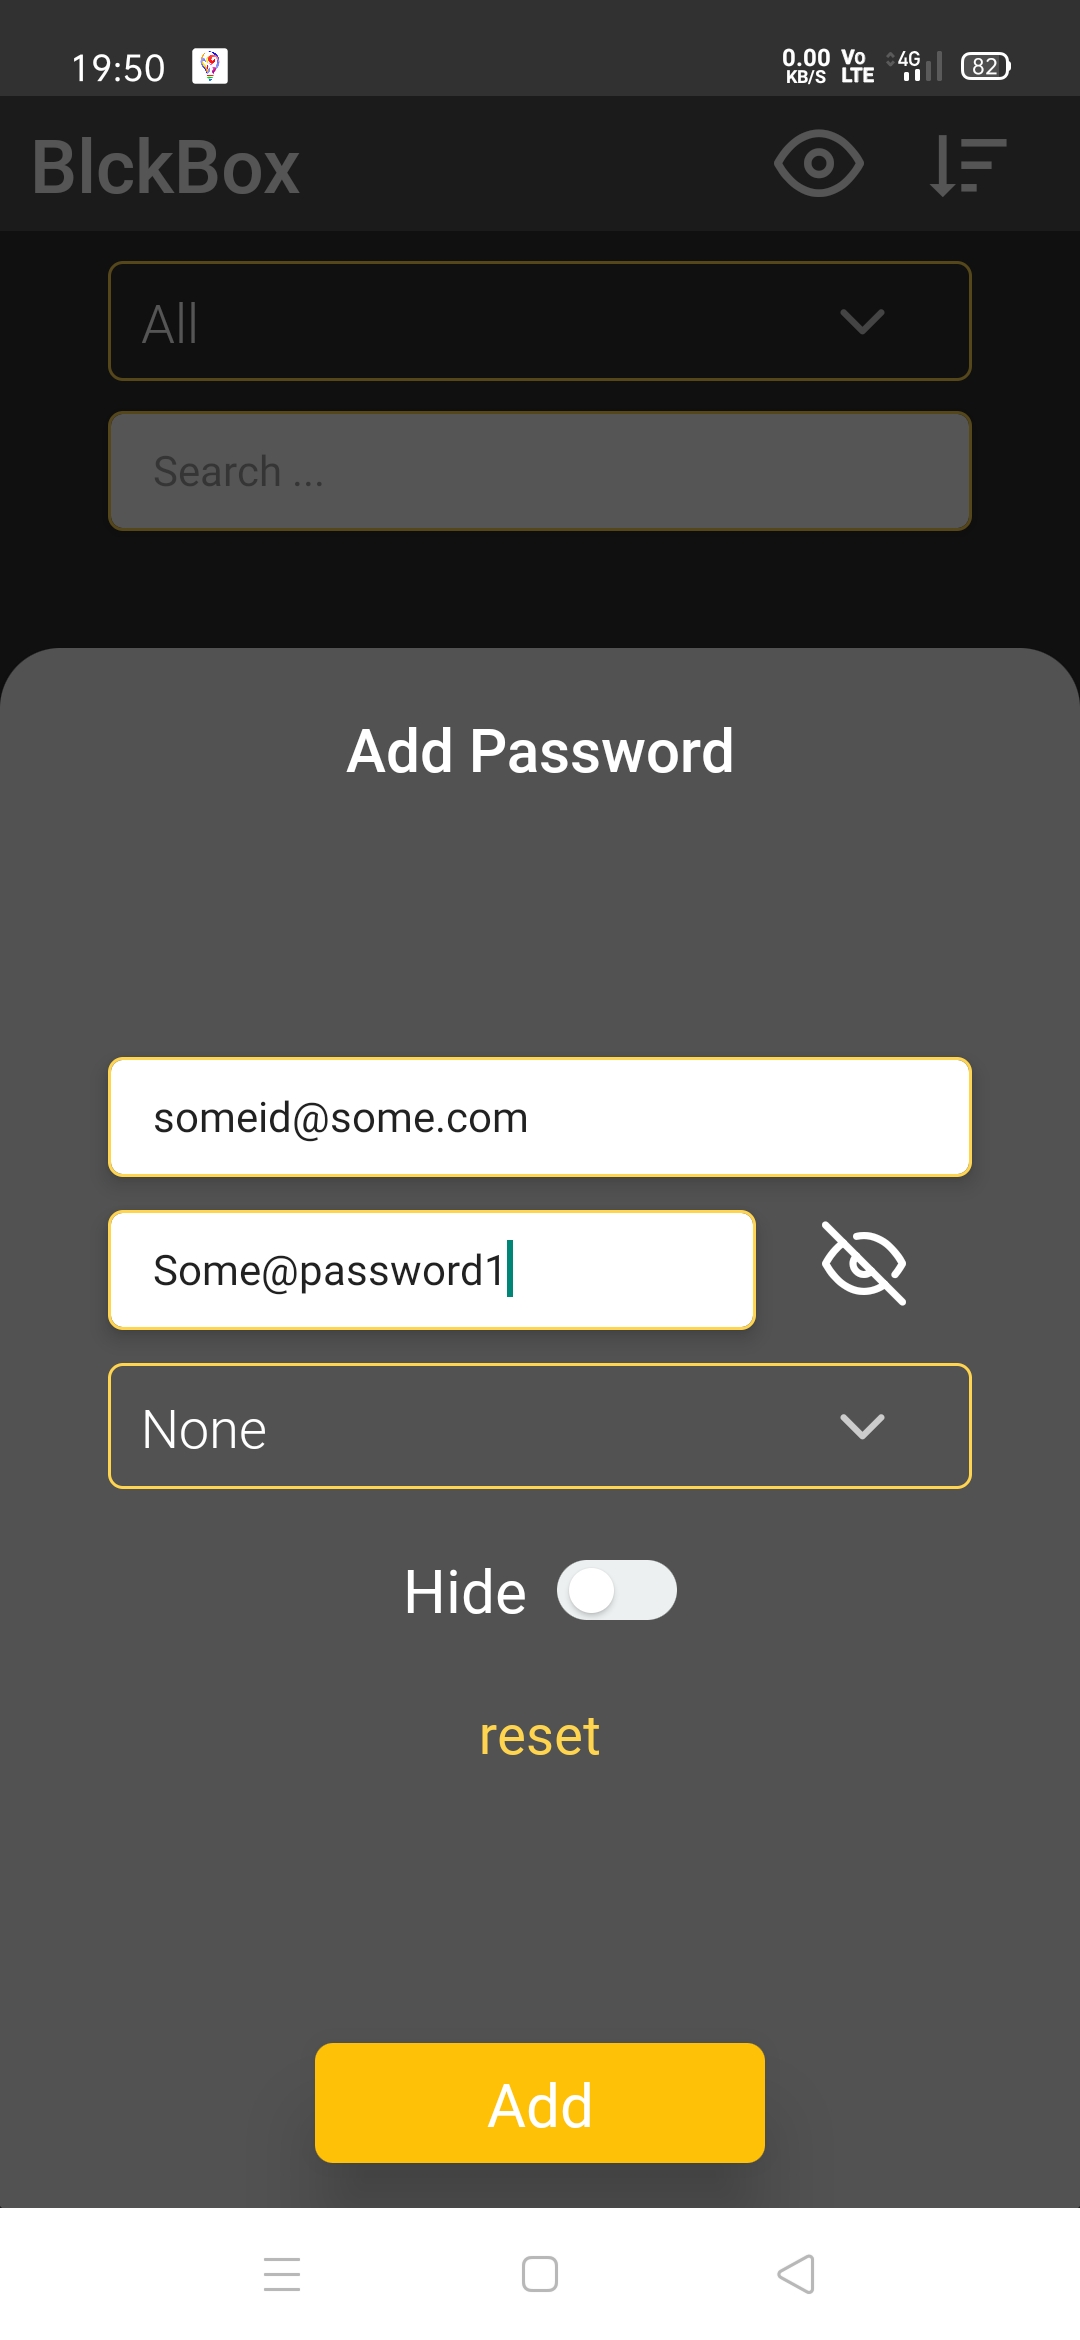 19:50 0.00 KB/S Vo LTE 4G 82
BlckBox
All
Search ...
Add Password
someid@some.com
Some@password1
None
Hide
reset
Add